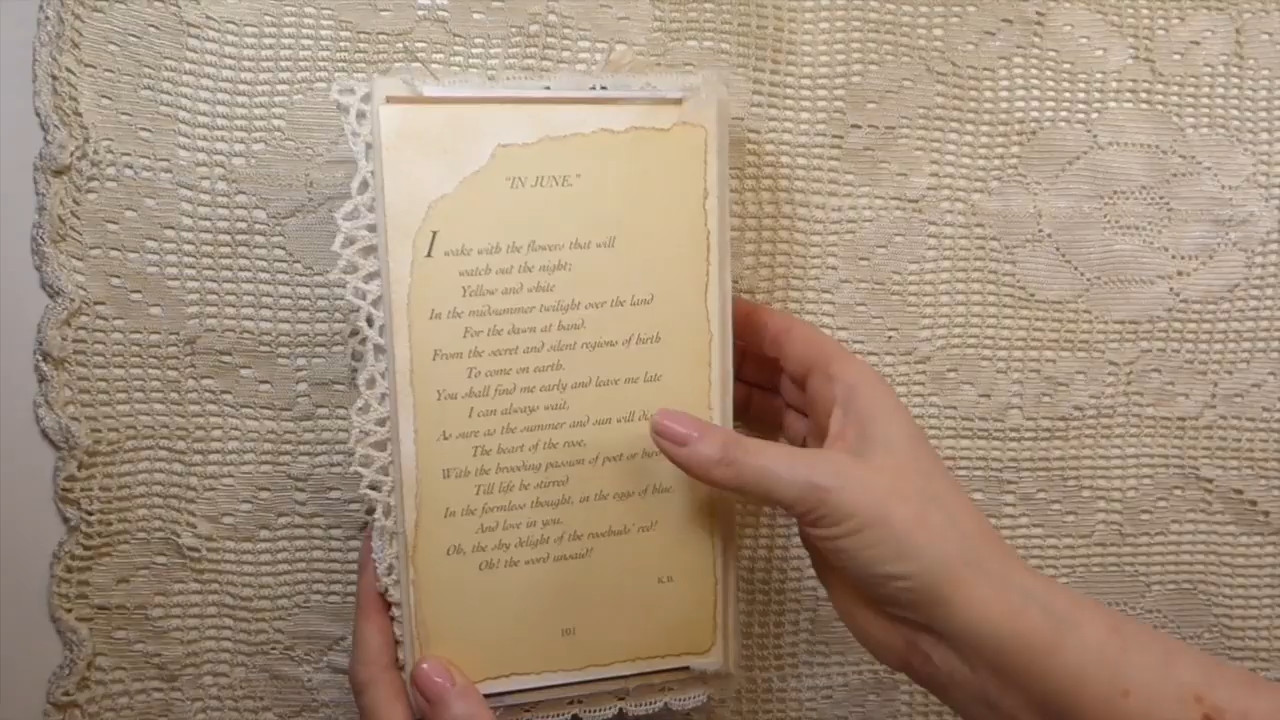 "IN JUNE."
I wake with the flowers that will
watch out the night;
Yellow and white
In the midsummer twilight over the land
For the dawn at hand.
From the secret and silent regions of birth
To come on earth.
You shall find me early and leave me late
I can always wait,
As sure as the summer and sun will
The heart of the rose,
With the brooding passion of poet or
Till life be stirred
In the formless thought, in the eggs of blue,
And love in you.
Oh, the shy delight of the rosebuds' red!
Oh! the word unsaid!
K.B.
101